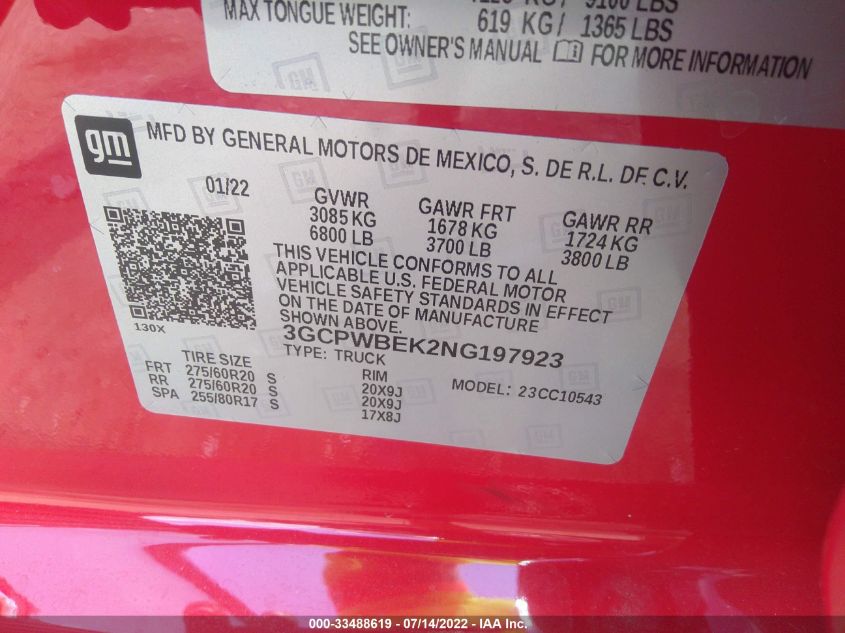 9100 LBS
MAX TONGUE WEIGHT: 619 KG / 1365 LBS
SEE OWNER'S MANUAL FOR MORE INFORMATION
gm
MFD BY GENERAL MOTORS DE MEXICO, S. DE R.L. DE C.V.
01/22
GVWR
3085 KG
6800 LB
GAWR FRT
1678 KG
3700 LB
GAWR RR
1724 KG
3800 LB
THIS VEHICLE CONFORMS TO ALL
APPLICABLE U.S. FEDERAL MOTOR
VEHICLE SAFETY STANDARDS IN EFFECT
ON THE DATE OF MANUFACTURE
SHOWN ABOVE.
130X
3GCPWBEK2NG197923
TYPE: TRUCK
MODEL: 23CC10543
TIRE SIZE RIM
FRT 275/60R20 S 20X9J
RR 275/60R20 S 20X9J
SPA 255/80R17 S 17X8J
000-33488619 - 07/14/2022 - IAA Inc.